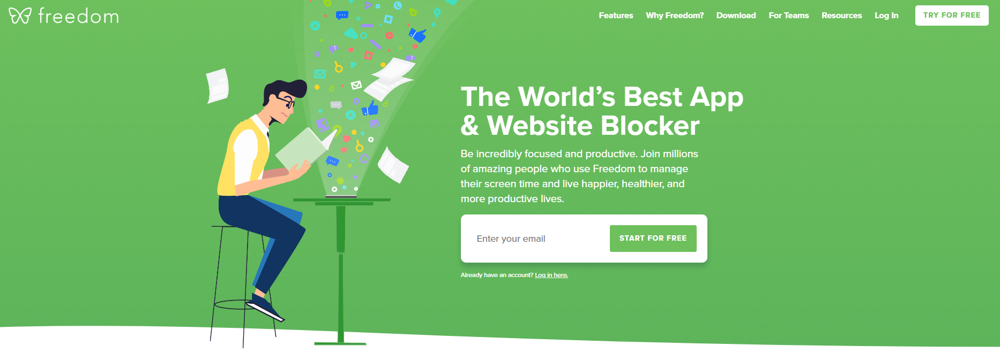 freedom
Features Why Freedom? Download For Teams Resources Log In TRY FOR FREE
The World’s Best App
& Website Blocker
Be incredibly focused and productive. Join millions
of amazing people who use Freedom to manage
their screen time and live happier, healthier, and
more productive lives.
Enter your email START FOR FREE
Already have an account? Log in here.